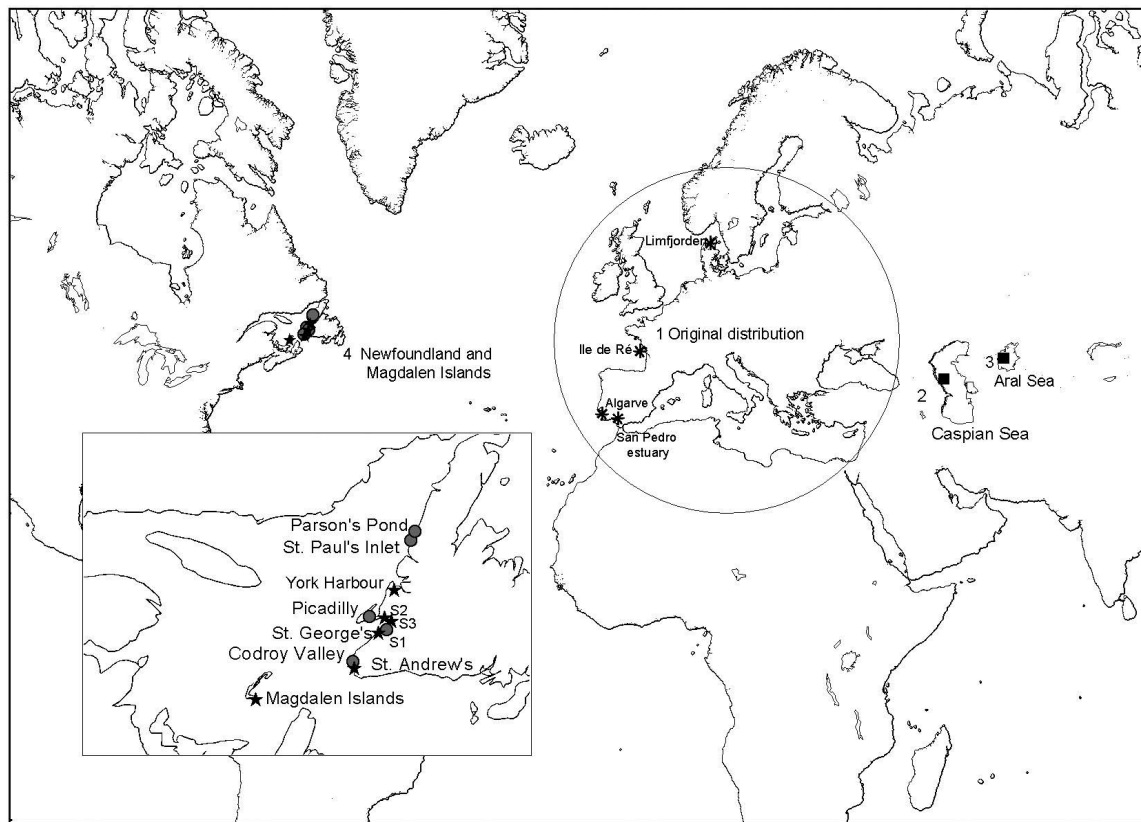 Limfjorden
1 Original distribution
Ile de Ré
4 Newfoundland and
Magdalen Islands
3
Aral Sea
2
Caspian Sea
Algarve
San Pedro
estuary
Parson's Pond
St. Paul's Inlet
York Harbour
Picadilly
S2
S3
St. George's
S1
Codroy Valley
St. Andrew's
Magdalen Islands